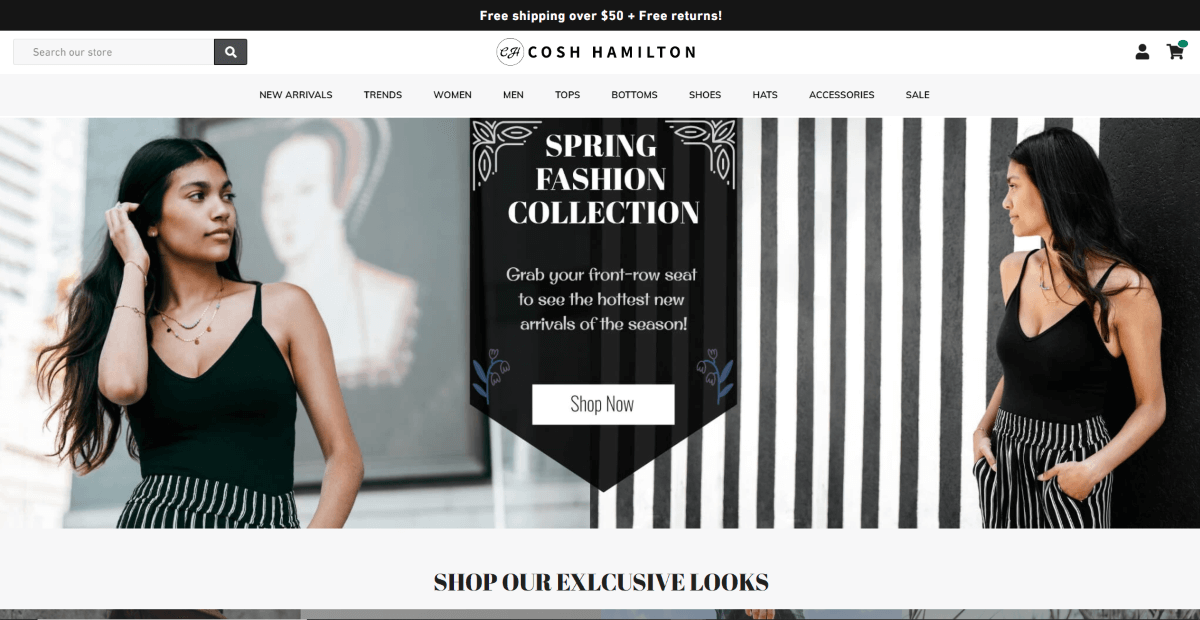 Free shipping over $50 + Free returns!
Search our store
CH COSH HAMILTON
NEW ARRIVALS TRENDS WOMEN MEN TOPS BOTTOMS SHOES HATS ACCESSORIES SALE
SPRING
FASHION
COLLECTION
Grab your front-row seat
to see the hottest new
arrivals of the season!
Shop Now
SHOP OUR EXLCUSIVE LOOKS